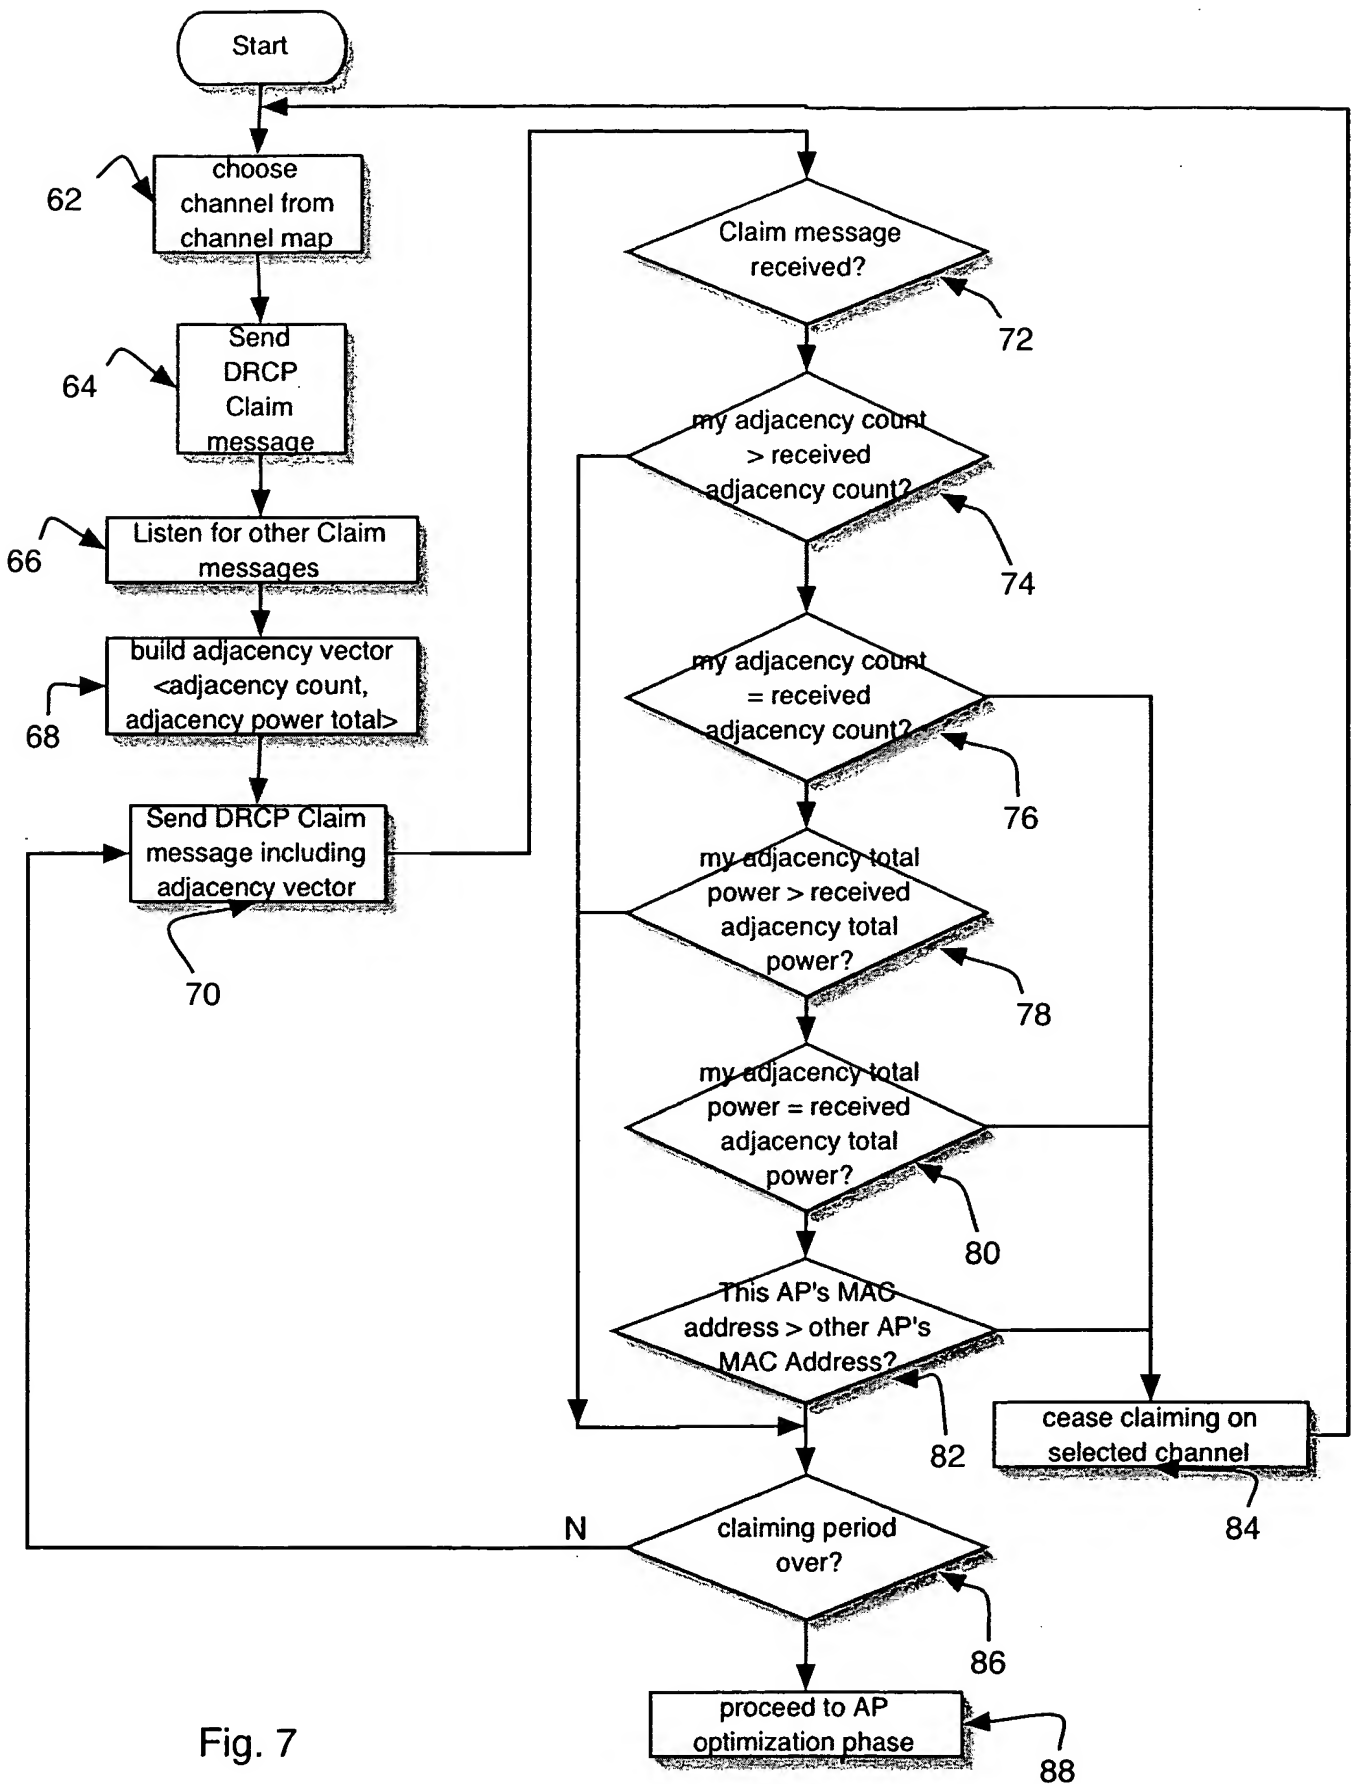 Start
choose
channel from
channel map
62
Send
DRCP
Claim
message
64
Listen for other Claim
messages
66
build adjacency vector
<adjacency count,
adjacency power total>
68
Send DRCP Claim
message including
adjacency vector
70
Claim message
received?
72
my adjacency count
> received
adjacency count?
74
my adjacency count
= received
adjacency count?
76
my adjacency total
power > received
adjacency total
power?
78
my adjacency total
power = received
adjacency total
power?
80
This AP's MAC
address > other AP's
MAC Address?
82
cease claiming on
selected channel
84
N
claiming period
over?
86
proceed to AP
optimization phase
88
Fig. 7